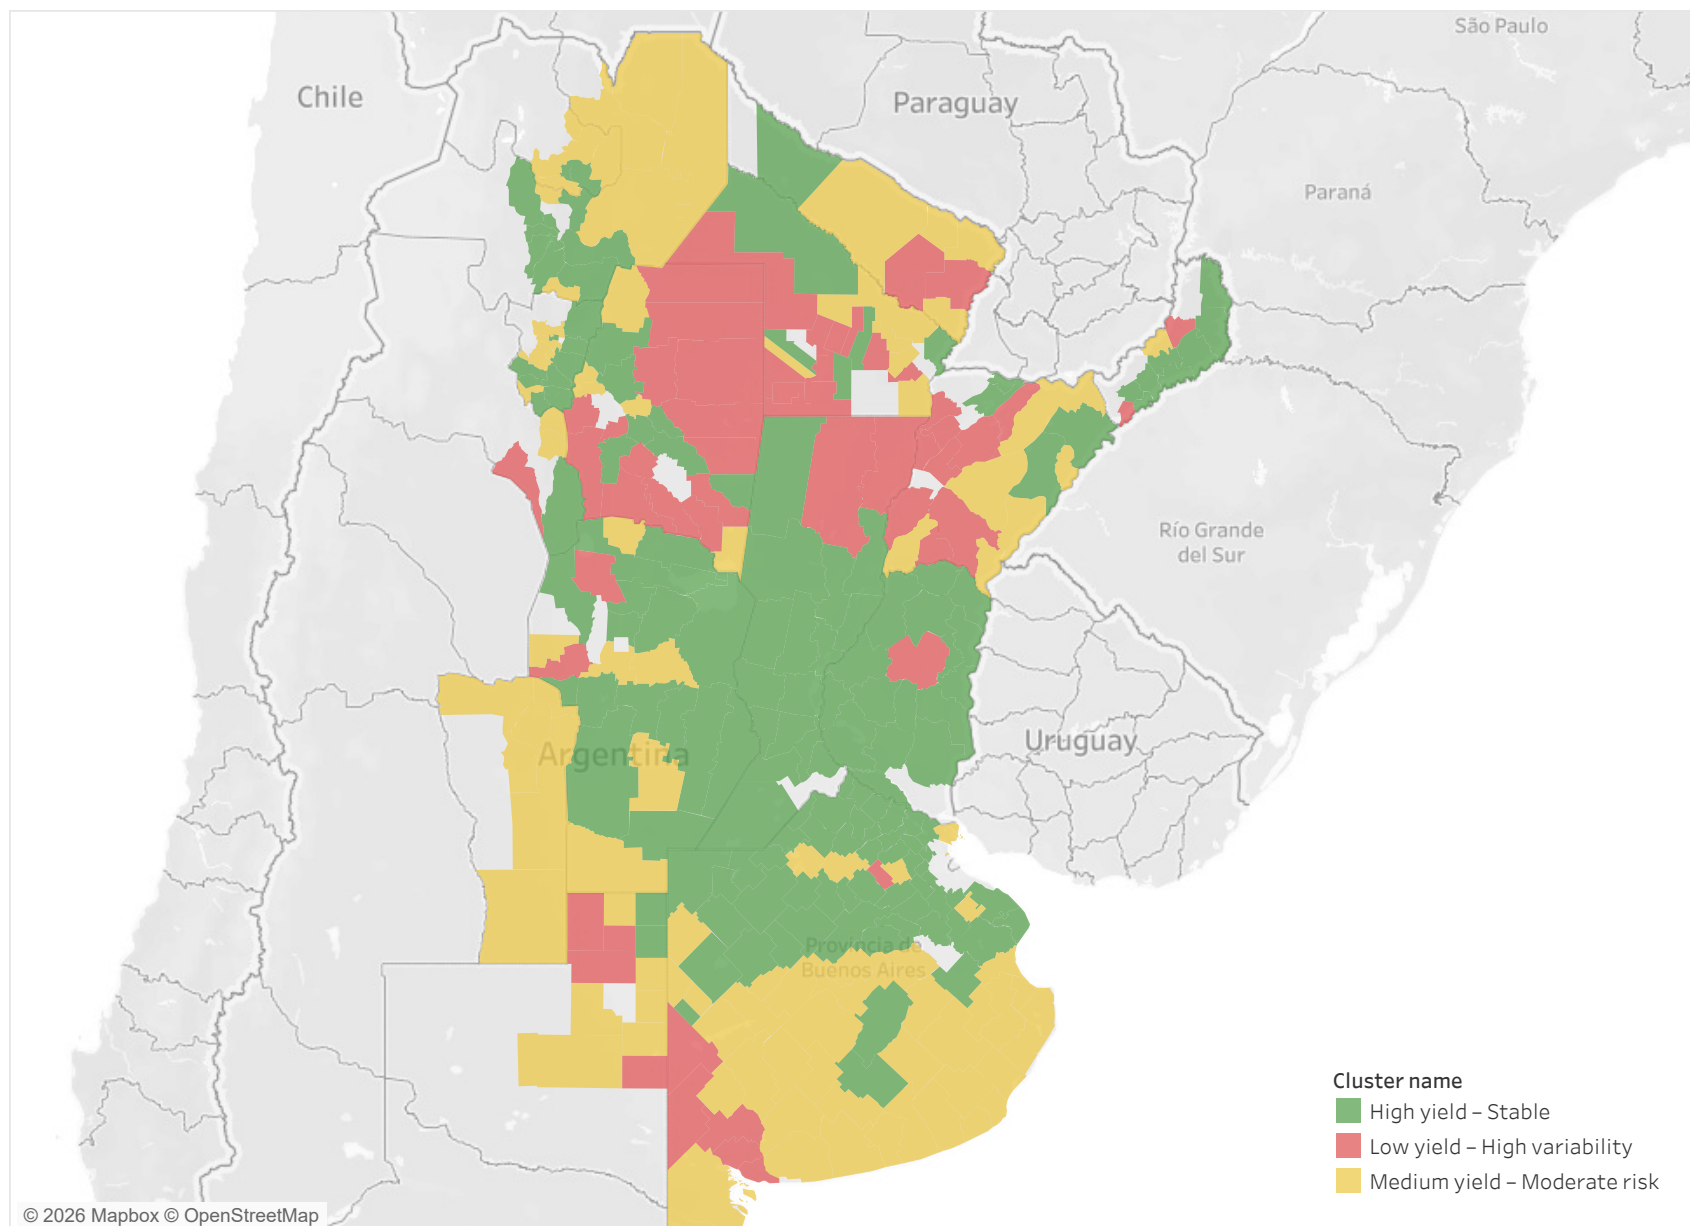 São Paulo
Chile
Paraguay
Paraná
Río Grande
del Sur
Uruguay
Argentina
Provincia de
Buenos Aires
Cluster name
High yield – Stable
Low yield – High variability
Medium yield – Moderate risk
© 2026 Mapbox © OpenStreetMap